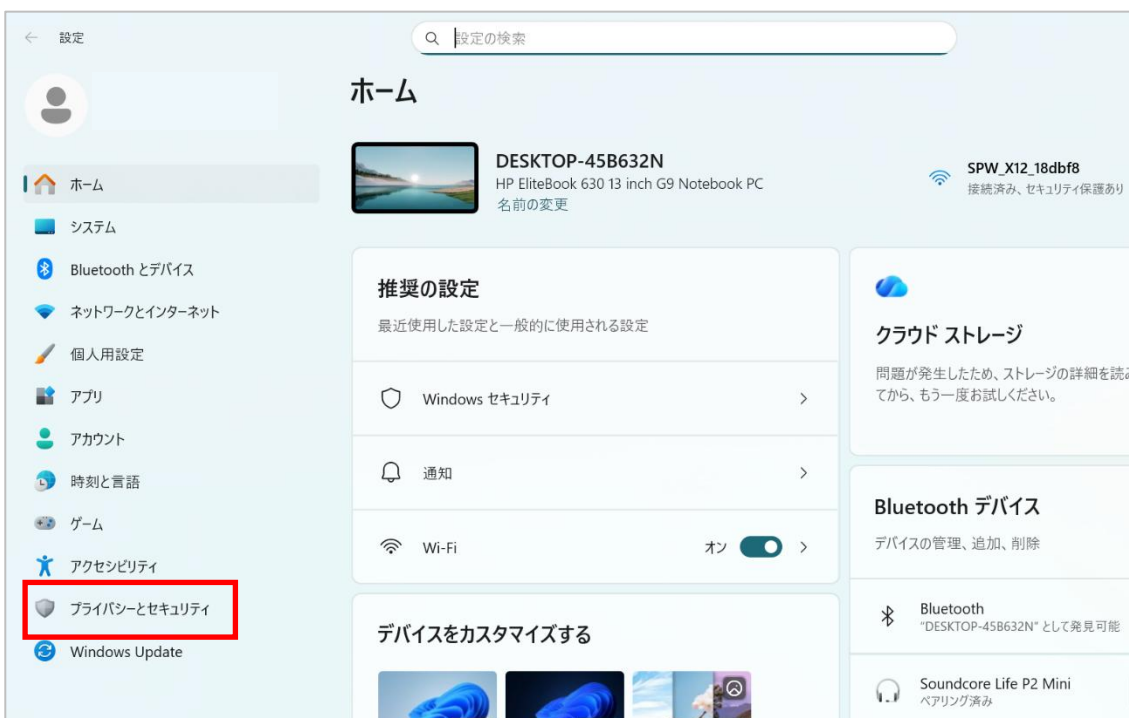 設定
設定の検索
ホーム
DESKTOP-45B632N
HP EliteBook 630 13 inch G9 Notebook PC
名前の変更
SPW_X12_18dbf8
接続済み、セキュリティ保護あり
ホーム
システム
Bluetooth とデバイス
ネットワークとインターネット
個人用設定
アプリ
アカウント
時刻と言語
ゲーム
アクセシビリティ
プライバシーとセキュリティ
Windows Update
推奨の設定
最近使用した設定と一般的に使用される設定
Windows セキュリティ
通知
Wi-Fi
オン
デバイスをカスタマイズする
クラウド ストレージ
問題が発生したため、ストレージの詳細を読み
てから、もう一度お試しください。
Bluetooth デバイス
デバイスの管理、追加、削除
Bluetooth
"DESKTOP-45B632N" として発見可能
Soundcore Life P2 Mini
ペアリング済み